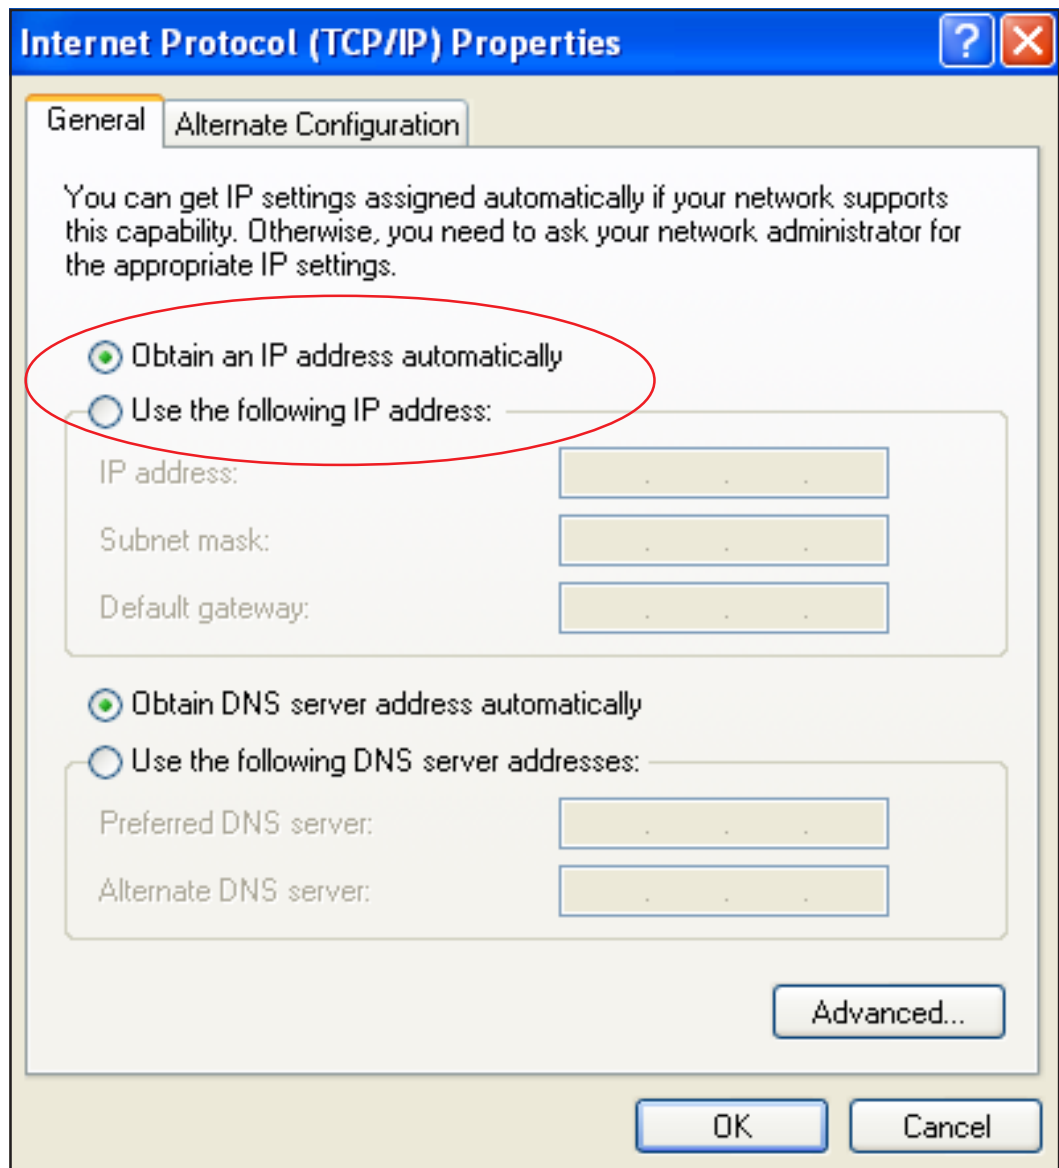 Internet Protocol (TCP/IP) Properties
General
Alternate Configuration
You can get IP settings assigned automatically if your network supports
this capability. Otherwise, you need to ask your network administrator for
the appropriate IP settings.
Obtain an IP address automatically
Use the following IP address:
IP address:
Subnet mask:
Default gateway:
Obtain DNS server address automatically
Use the following DNS server addresses:
Preferred DNS server:
Alternate DNS server:
Advanced...
OK
Cancel